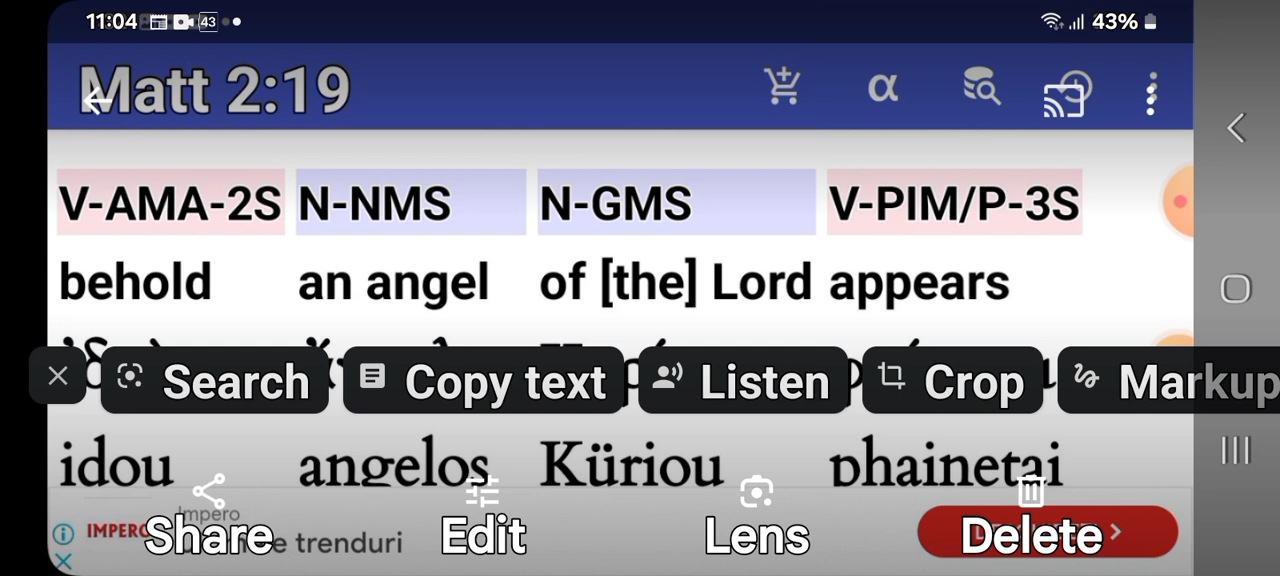 11:04 43 43%
Matt 2:19 α
V-AMA-2S N-NMS N-GMS V-PIM/P-3S
behold an angel of [the] Lord appears
Search Copy text Listen Crop Markup
idou angelos Küriou phainetai
IMPERO Impero
Share trenduri Edit Lens Delete